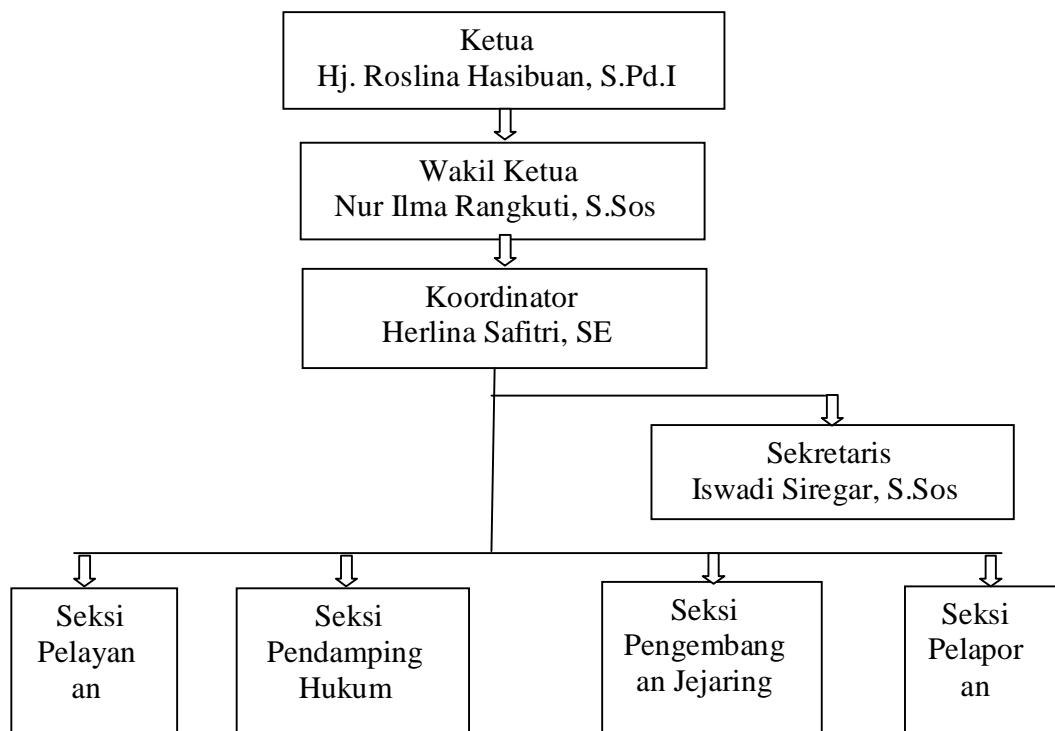 Ketua
Hj. Roslina Hasibuan, S.Pd.I
Wakil Ketua
Nur Ilma Rangkuti, S.Sos
Koordinator
Herlina Safitri, SE
Sekretaris
Iswadi Siregar, S.Sos
Seksi
Pelayan
an
Seksi
Pendamping
Hukum
Seksi
Pengembang
an Jejaring
Seksi
Pelapor
an